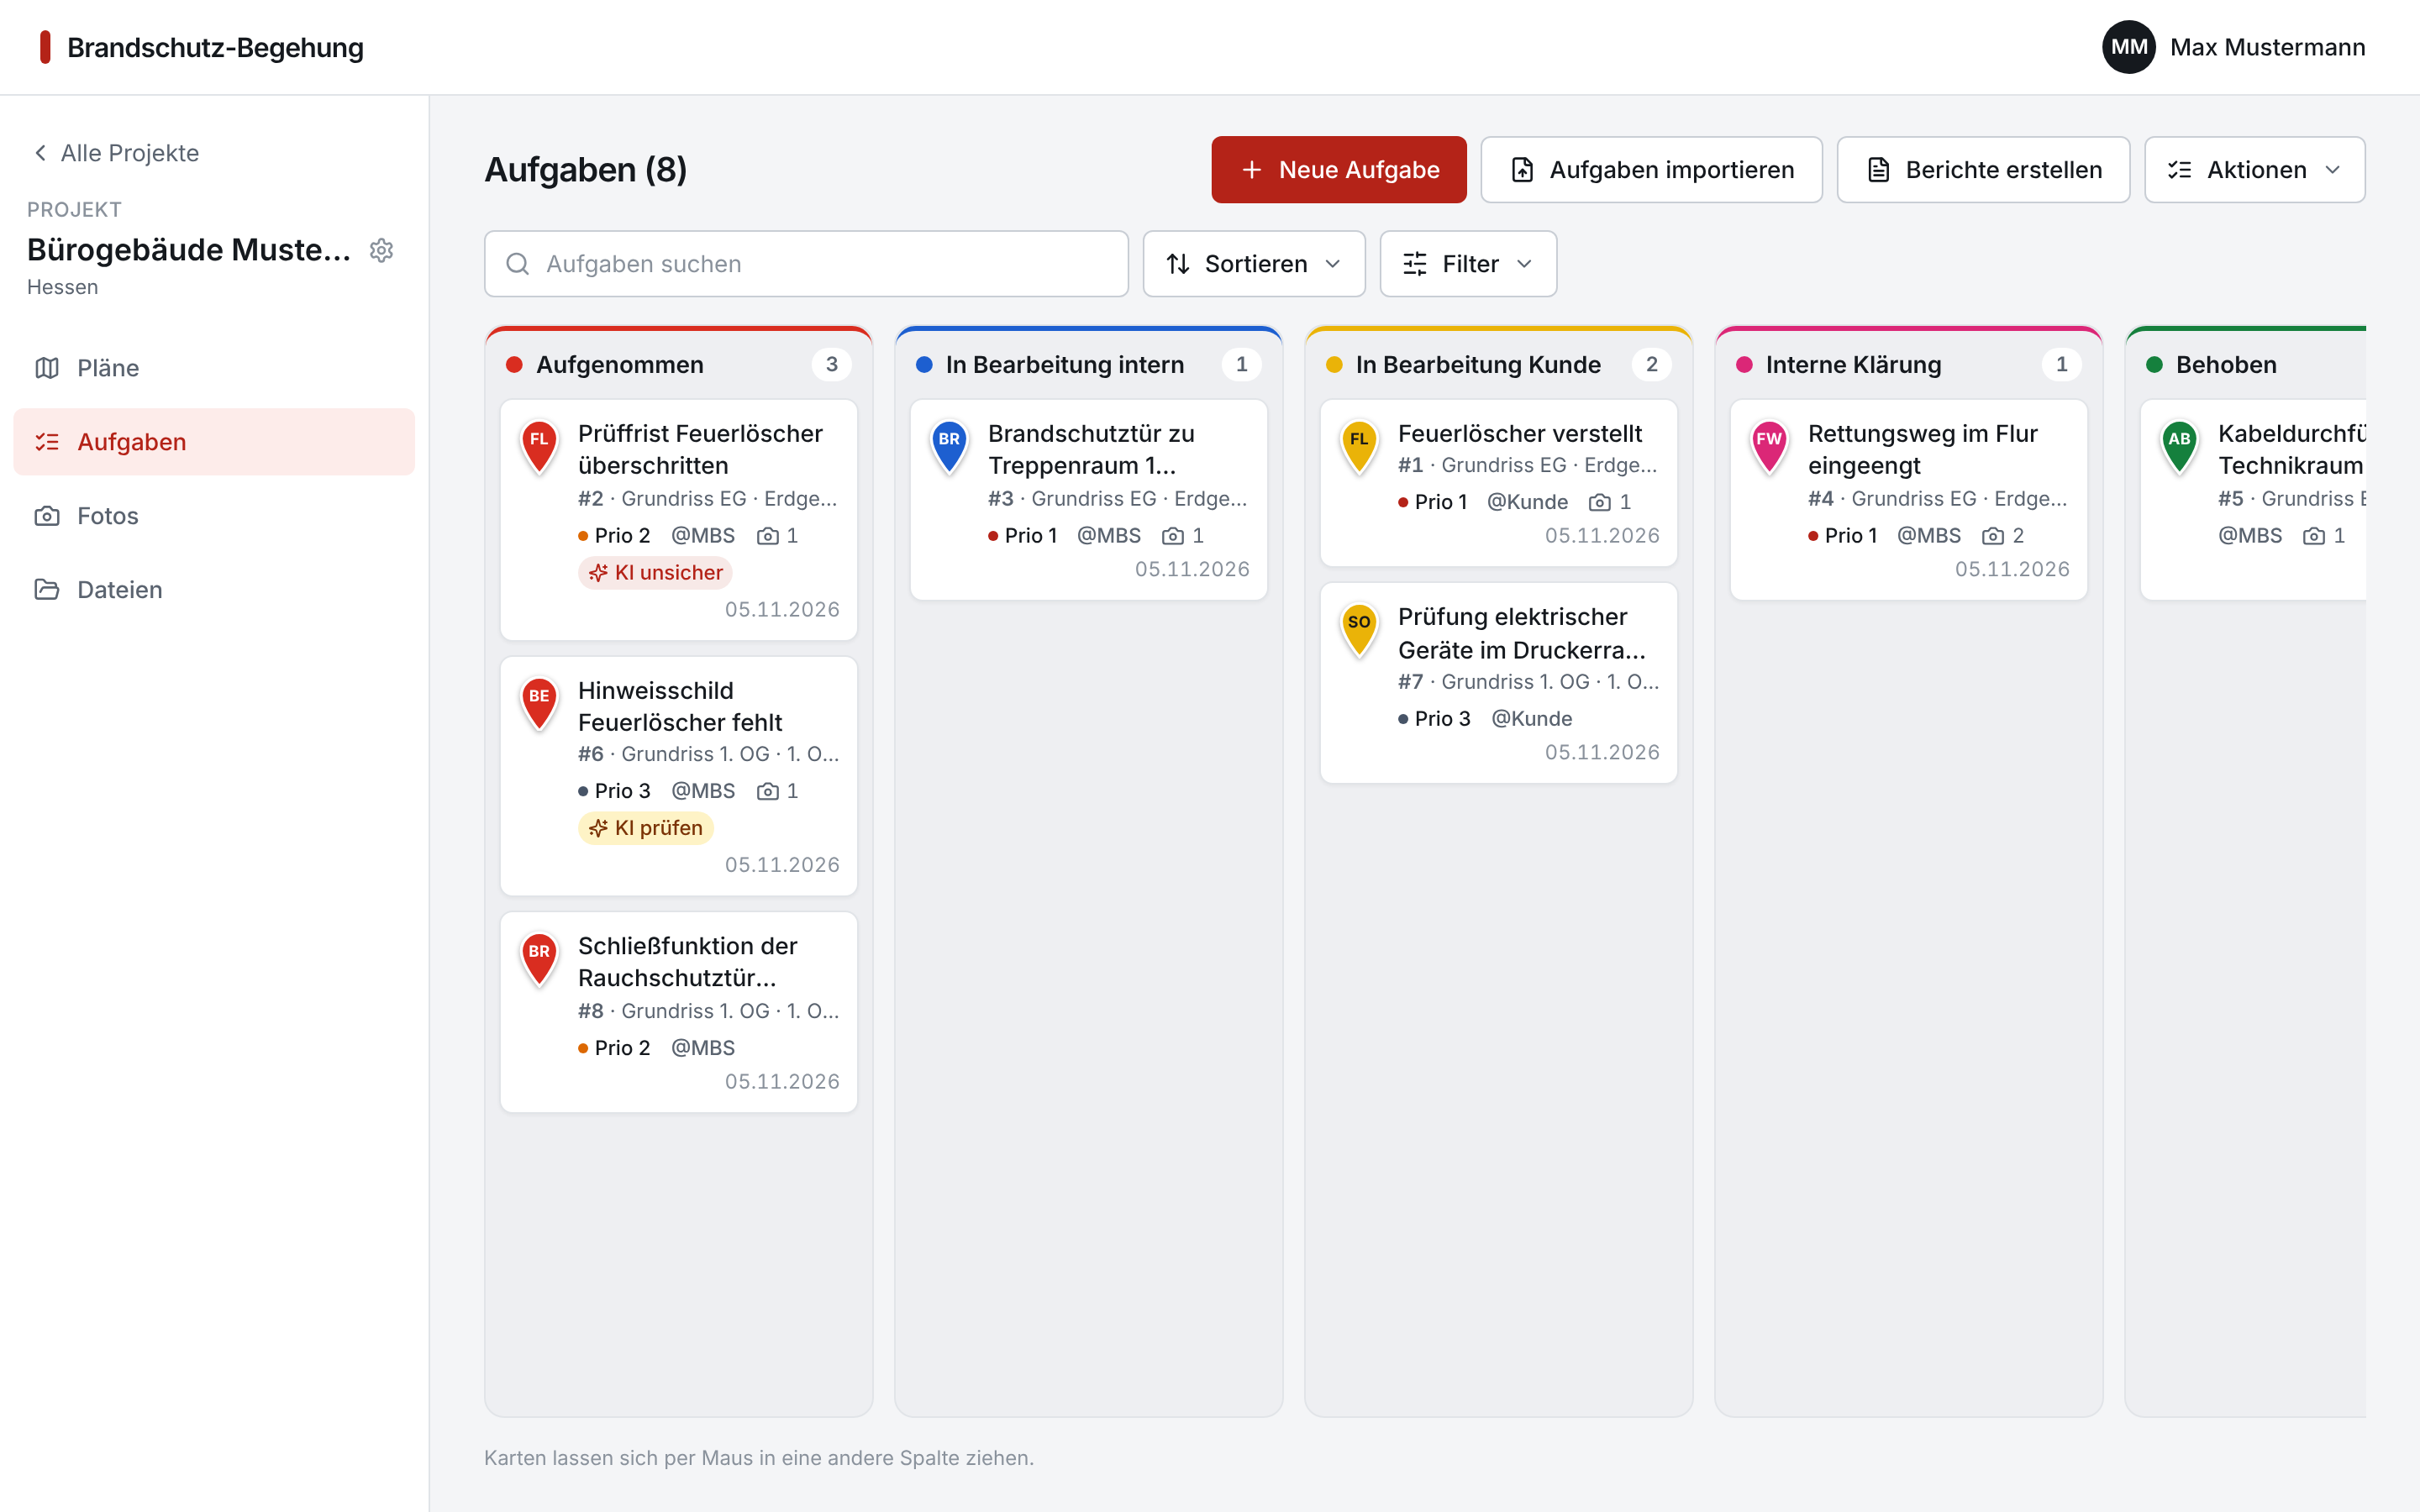 Brandschutz-Begehung
MM Max Mustermann
Alle Projekte
PROJEKT
Bürogebäude Muste...
Hessen
Pläne
Aufgaben
Fotos
Dateien
Aufgaben (8)
Neue Aufgabe
Aufgaben importieren
Berichte erstellen
Aktionen
Aufgaben suchen
Sortieren
Filter
Aufgenommen 3
FL
Prüffrist Feuerlöscher
überschritten
#2 · Grundriss EG · Erdge...
Prio 2 @MBS 1
KI unsicher
05.11.2026
BE
Hinweisschild
Feuerlöscher fehlt
#6 · Grundriss 1. OG · 1. O...
Prio 3 @MBS 1
KI prüfen
05.11.2026
BR
Schließfunktion der
Rauchschutztür...
#8 · Grundriss 1. OG · 1. O...
Prio 2 @MBS
05.11.2026
In Bearbeitung intern 1
BR
Brandschutztür zu
Treppenraum 1...
#3 · Grundriss EG · Erdge...
Prio 1 @MBS 1
05.11.2026
In Bearbeitung Kunde 2
FL
Feuerlöscher verstellt
#1 · Grundriss EG · Erdge...
Prio 1 @Kunde 1
05.11.2026
SO
Prüfung elektrischer
Geräte im Druckerra...
#7 · Grundriss 1. OG · 1. O...
Prio 3 @Kunde
05.11.2026
Interne Klärung 1
FW
Rettungsweg im Flur
eingeengt
#4 · Grundriss EG · Erdge...
Prio 1 @MBS 2
05.11.2026
Behoben
AB
Kabeldurchfü
Technikraum
#5 · Grundriss E
@MBS 1
Karten lassen sich per Maus in eine andere Spalte ziehen.